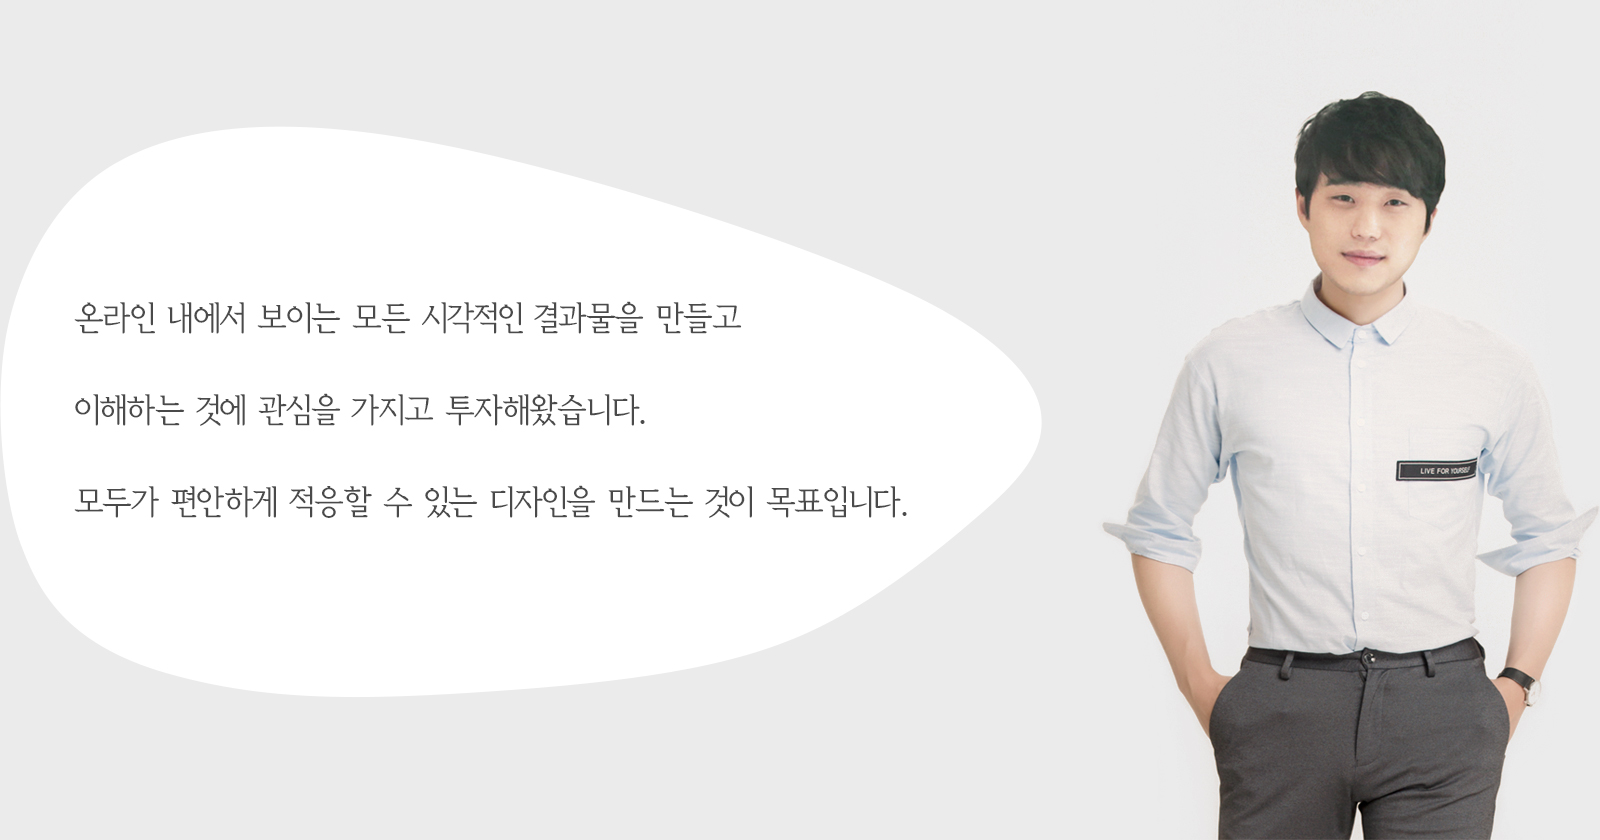 온라인 내에서 보이는 모든 시각적인 결과물을 만들고
이해하는 것에 관심을 가지고 투자해왔습니다.
모두가 편안하게 적응할 수 있는 디자인을 만드는 것이 목표입니다.
LIVE FOR YOURSELF